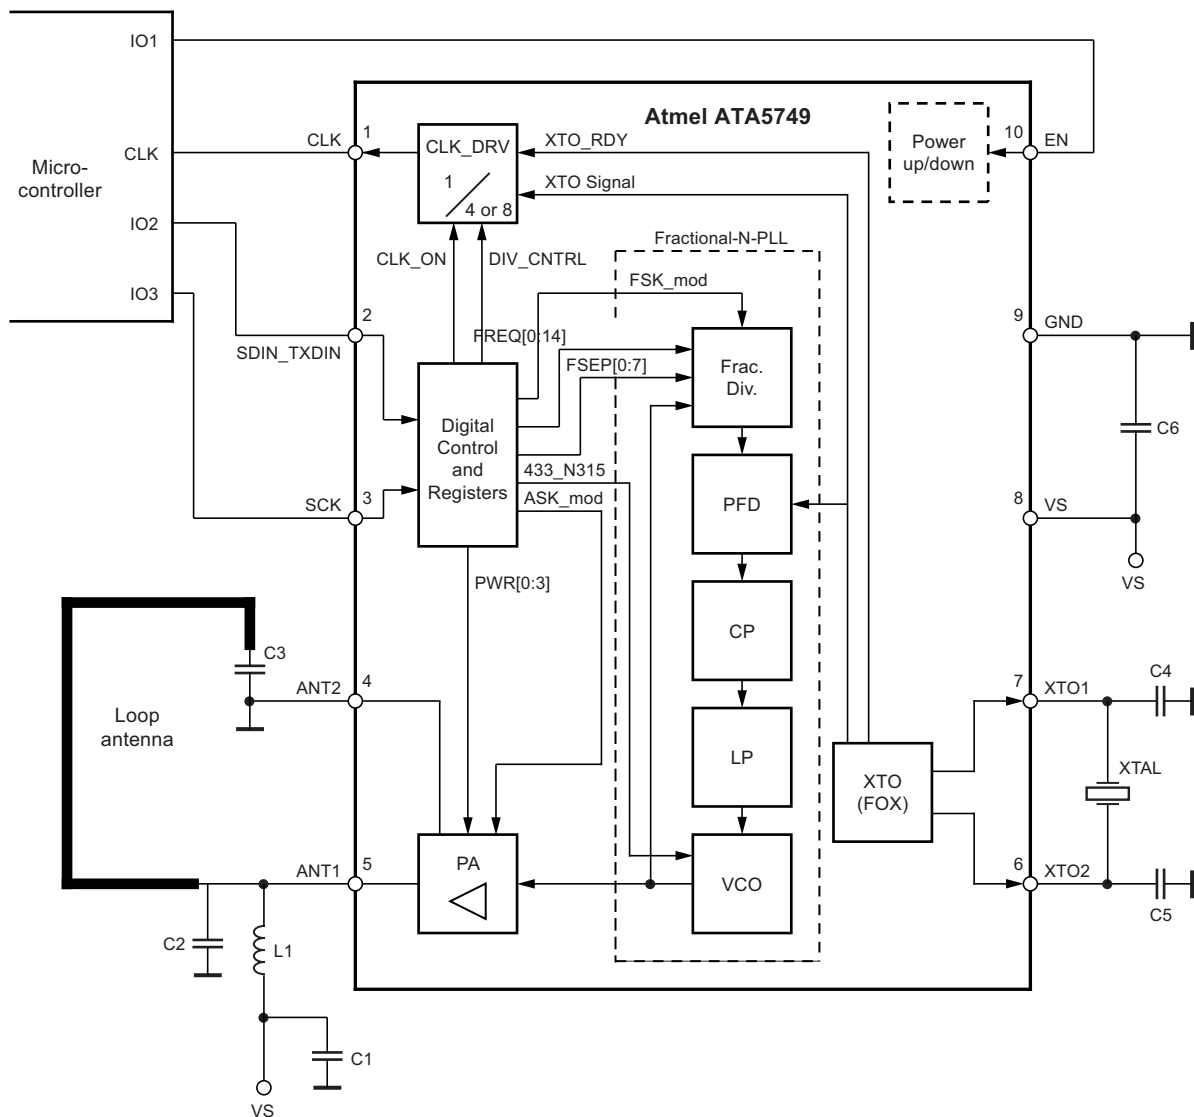 IO1
Atmel ATA5749
CLK
Micro-
controller
CLK
1
CLK_DRV
1
4 or 8
XTO_RDY
XTO Signal
Power
up/down
10
EN
IO2
IO3
CLK_ON
DIV_CNTRL
Fractional-N-PLL
FSK_mod
2
SDIN_TXDIN
FREQ[0:14]
FSEP[0:7]
Frac.
Div.
9
GND
C6
Digital
Control
and
Registers
433_N315
ASK_mod
3
SCK
PFD
8
VS
VS
PWR[0:3]
CP
C3
Loop
antenna
4
ANT2
LP
XTO
(FOX)
7
XTO1
C4
XTAL
5
ANT1
PA
VCO
6
XTO2
C5
C2
L1
C1
VS